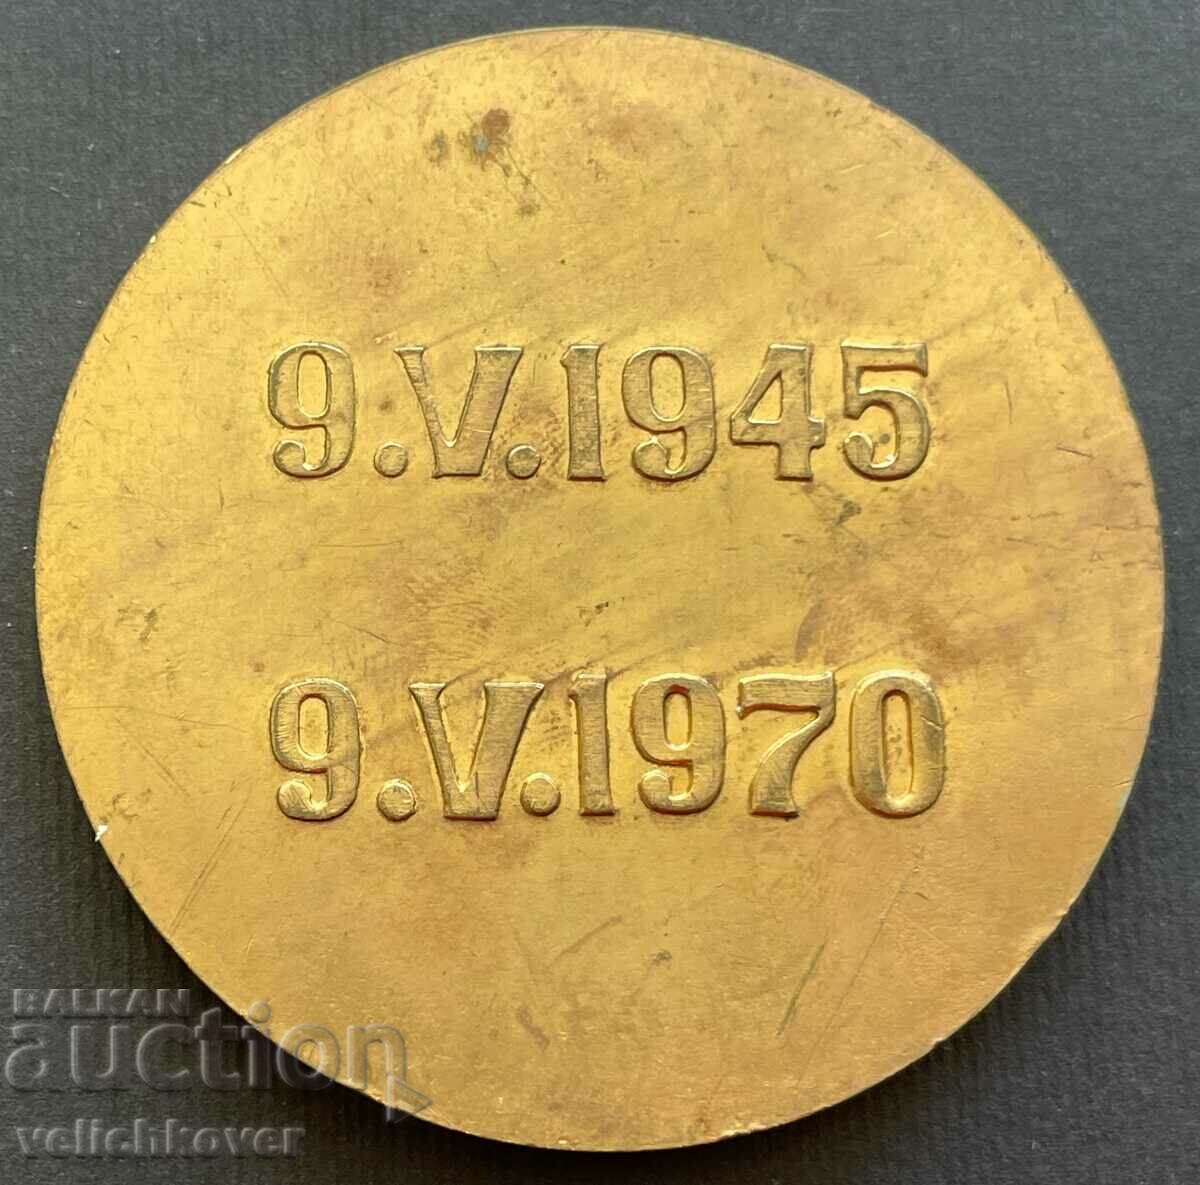 9.V.1945
9.V.1970
BALKAN
auction
velichkover